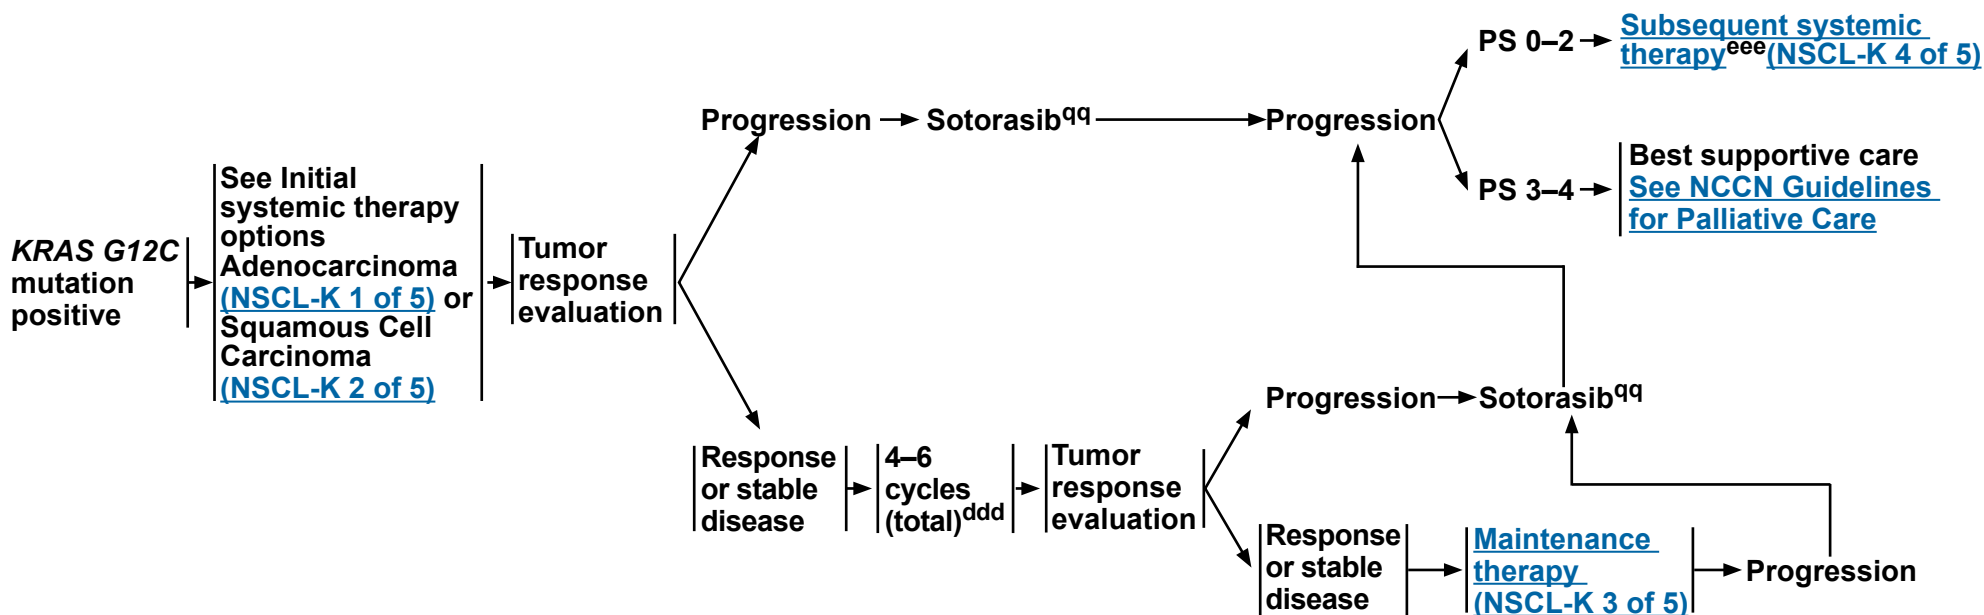 KRAS G12C
mutation
positive
See Initial
systemic therapy
options
Adenocarcinoma
(NSCL-K 1 of 5) or
Squamous Cell
Carcinoma
(NSCL-K 2 of 5)
Tumor
response
evaluation
Progression
Sotorasibqq
Progression
PS 0–2
Subsequent systemic
therapyeee(NSCL-K 4 of 5)
PS 3–4
Best supportive care
See NCCN Guidelines
for Palliative Care
Response
or stable
disease
4–6
cycles
(total)ddd
Tumor
response
evaluation
Progression
Sotorasibqq
Response
or stable
disease
Maintenance
therapy
(NSCL-K 3 of 5)
Progression